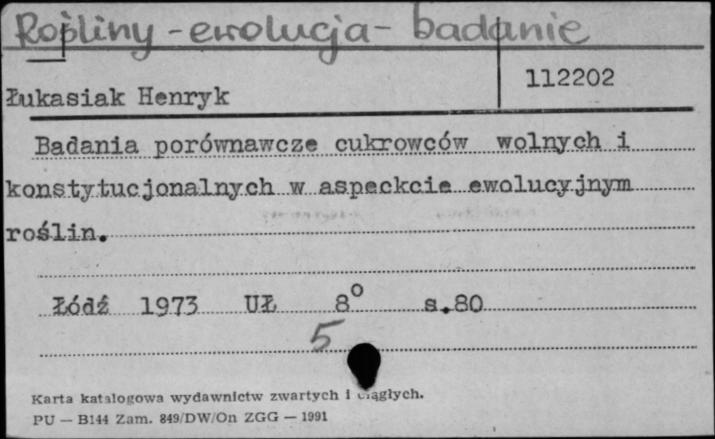 Rośliny - ewolucja - badanie
112202
Łukasiak Henryk
Badania porównawcze cukrowców wolnych i
konstytucjonalnych w aspeckcie ewolucyjnym
roślin.
Łódź 1973 UŁ 8° s.80
5
Karta katalogowa wydawnictw zwartych i ciągłych.
PU — B144 Zam. 849/DW/On ZGG — 1991